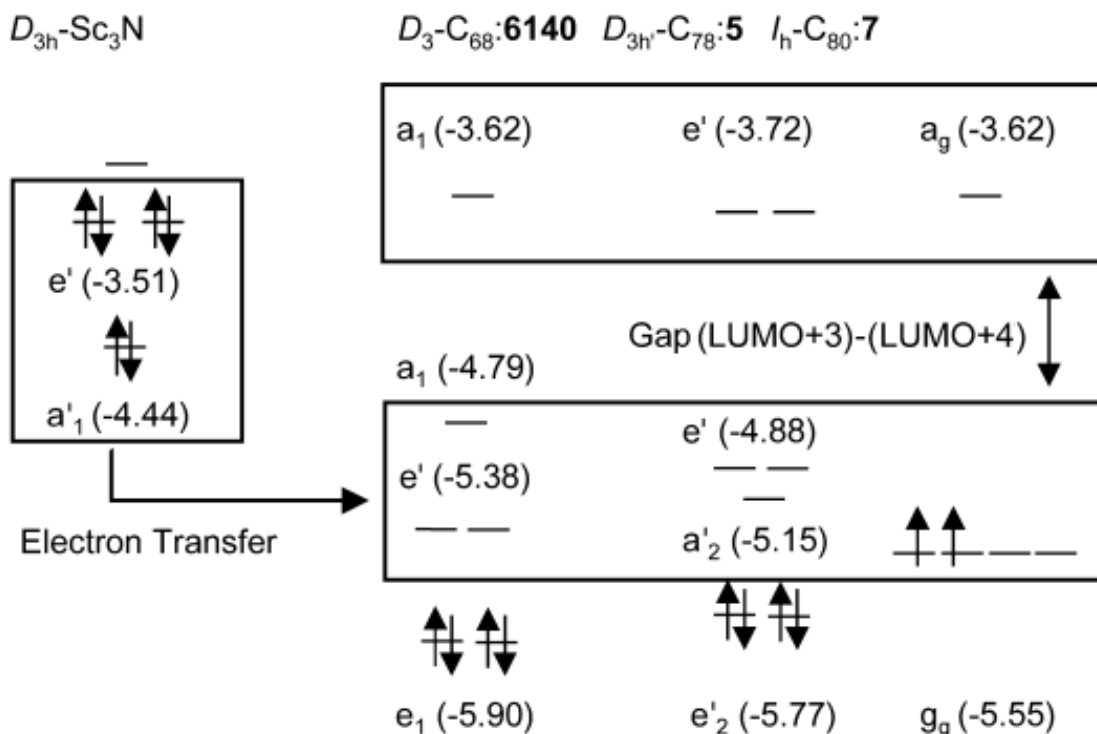 D₃ₕ-Sc₃N D₃-C₆₈:6140 D₃ₕ'-C₇₈:5 Iₕ-C₈₀:7
a₁ (-3.62) e' (-3.72) a_g (-3.62)
e' (-3.51)
Gap (LUMO+3)-(LUMO+4)
a₁ (-4.79)
a'₁ (-4.44)
e' (-4.88)
e' (-5.38)
Electron Transfer
a'₂ (-5.15)
e₁ (-5.90) e'₂ (-5.77) g_g (-5.55)